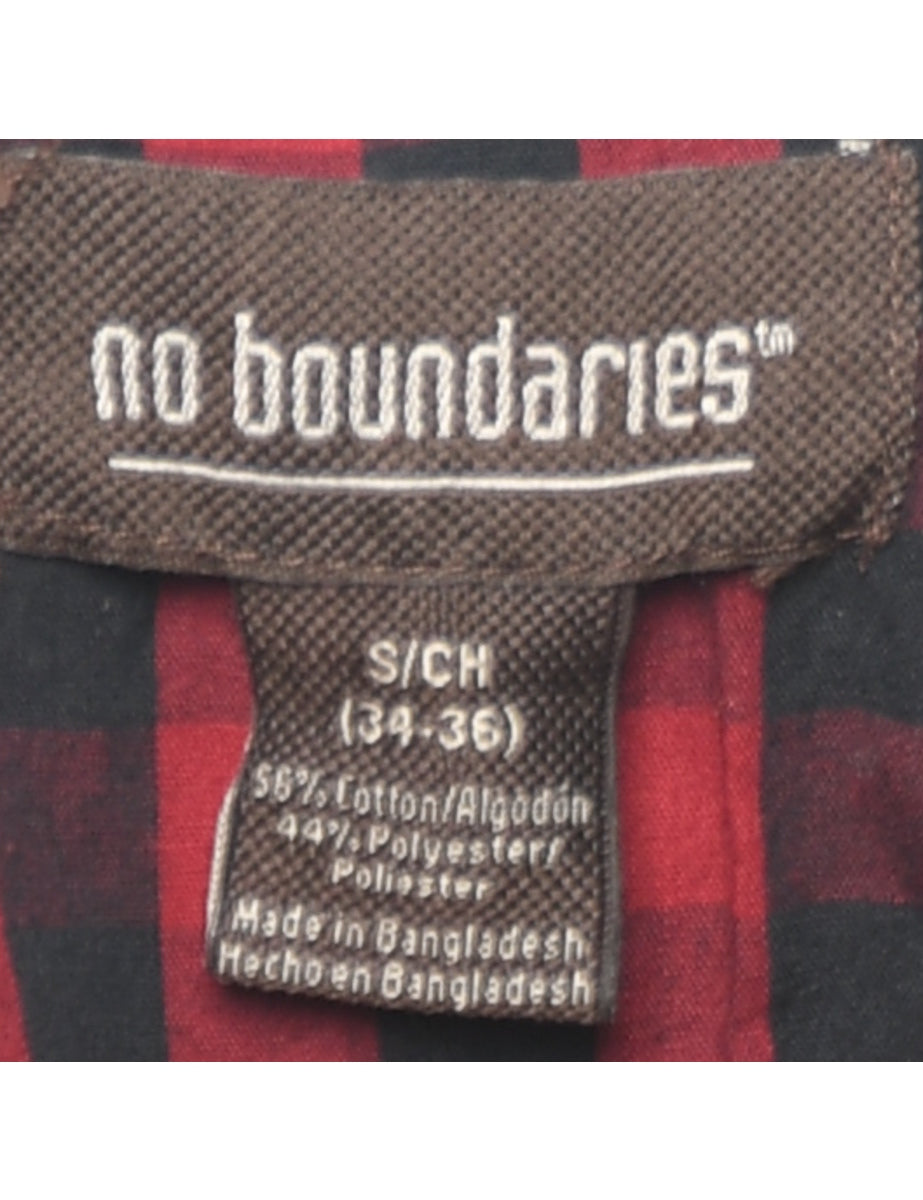 no boundaries™
S/CH
(34-36)
56% Cotton/Algodón
44% Polyester/
Poliester
Made in Bangladesh
Hecho en Bangladesh